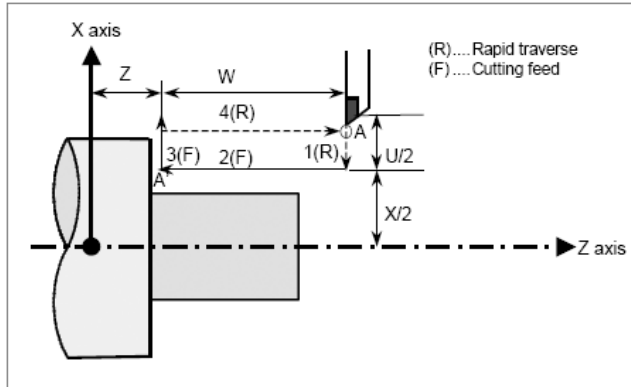 X axis
(R)....Rapid traverse
(F)....Cutting feed
Z
W
4(R)
A
3(F)
2(F)
1(R)
U/2
A'
X/2
Z axis